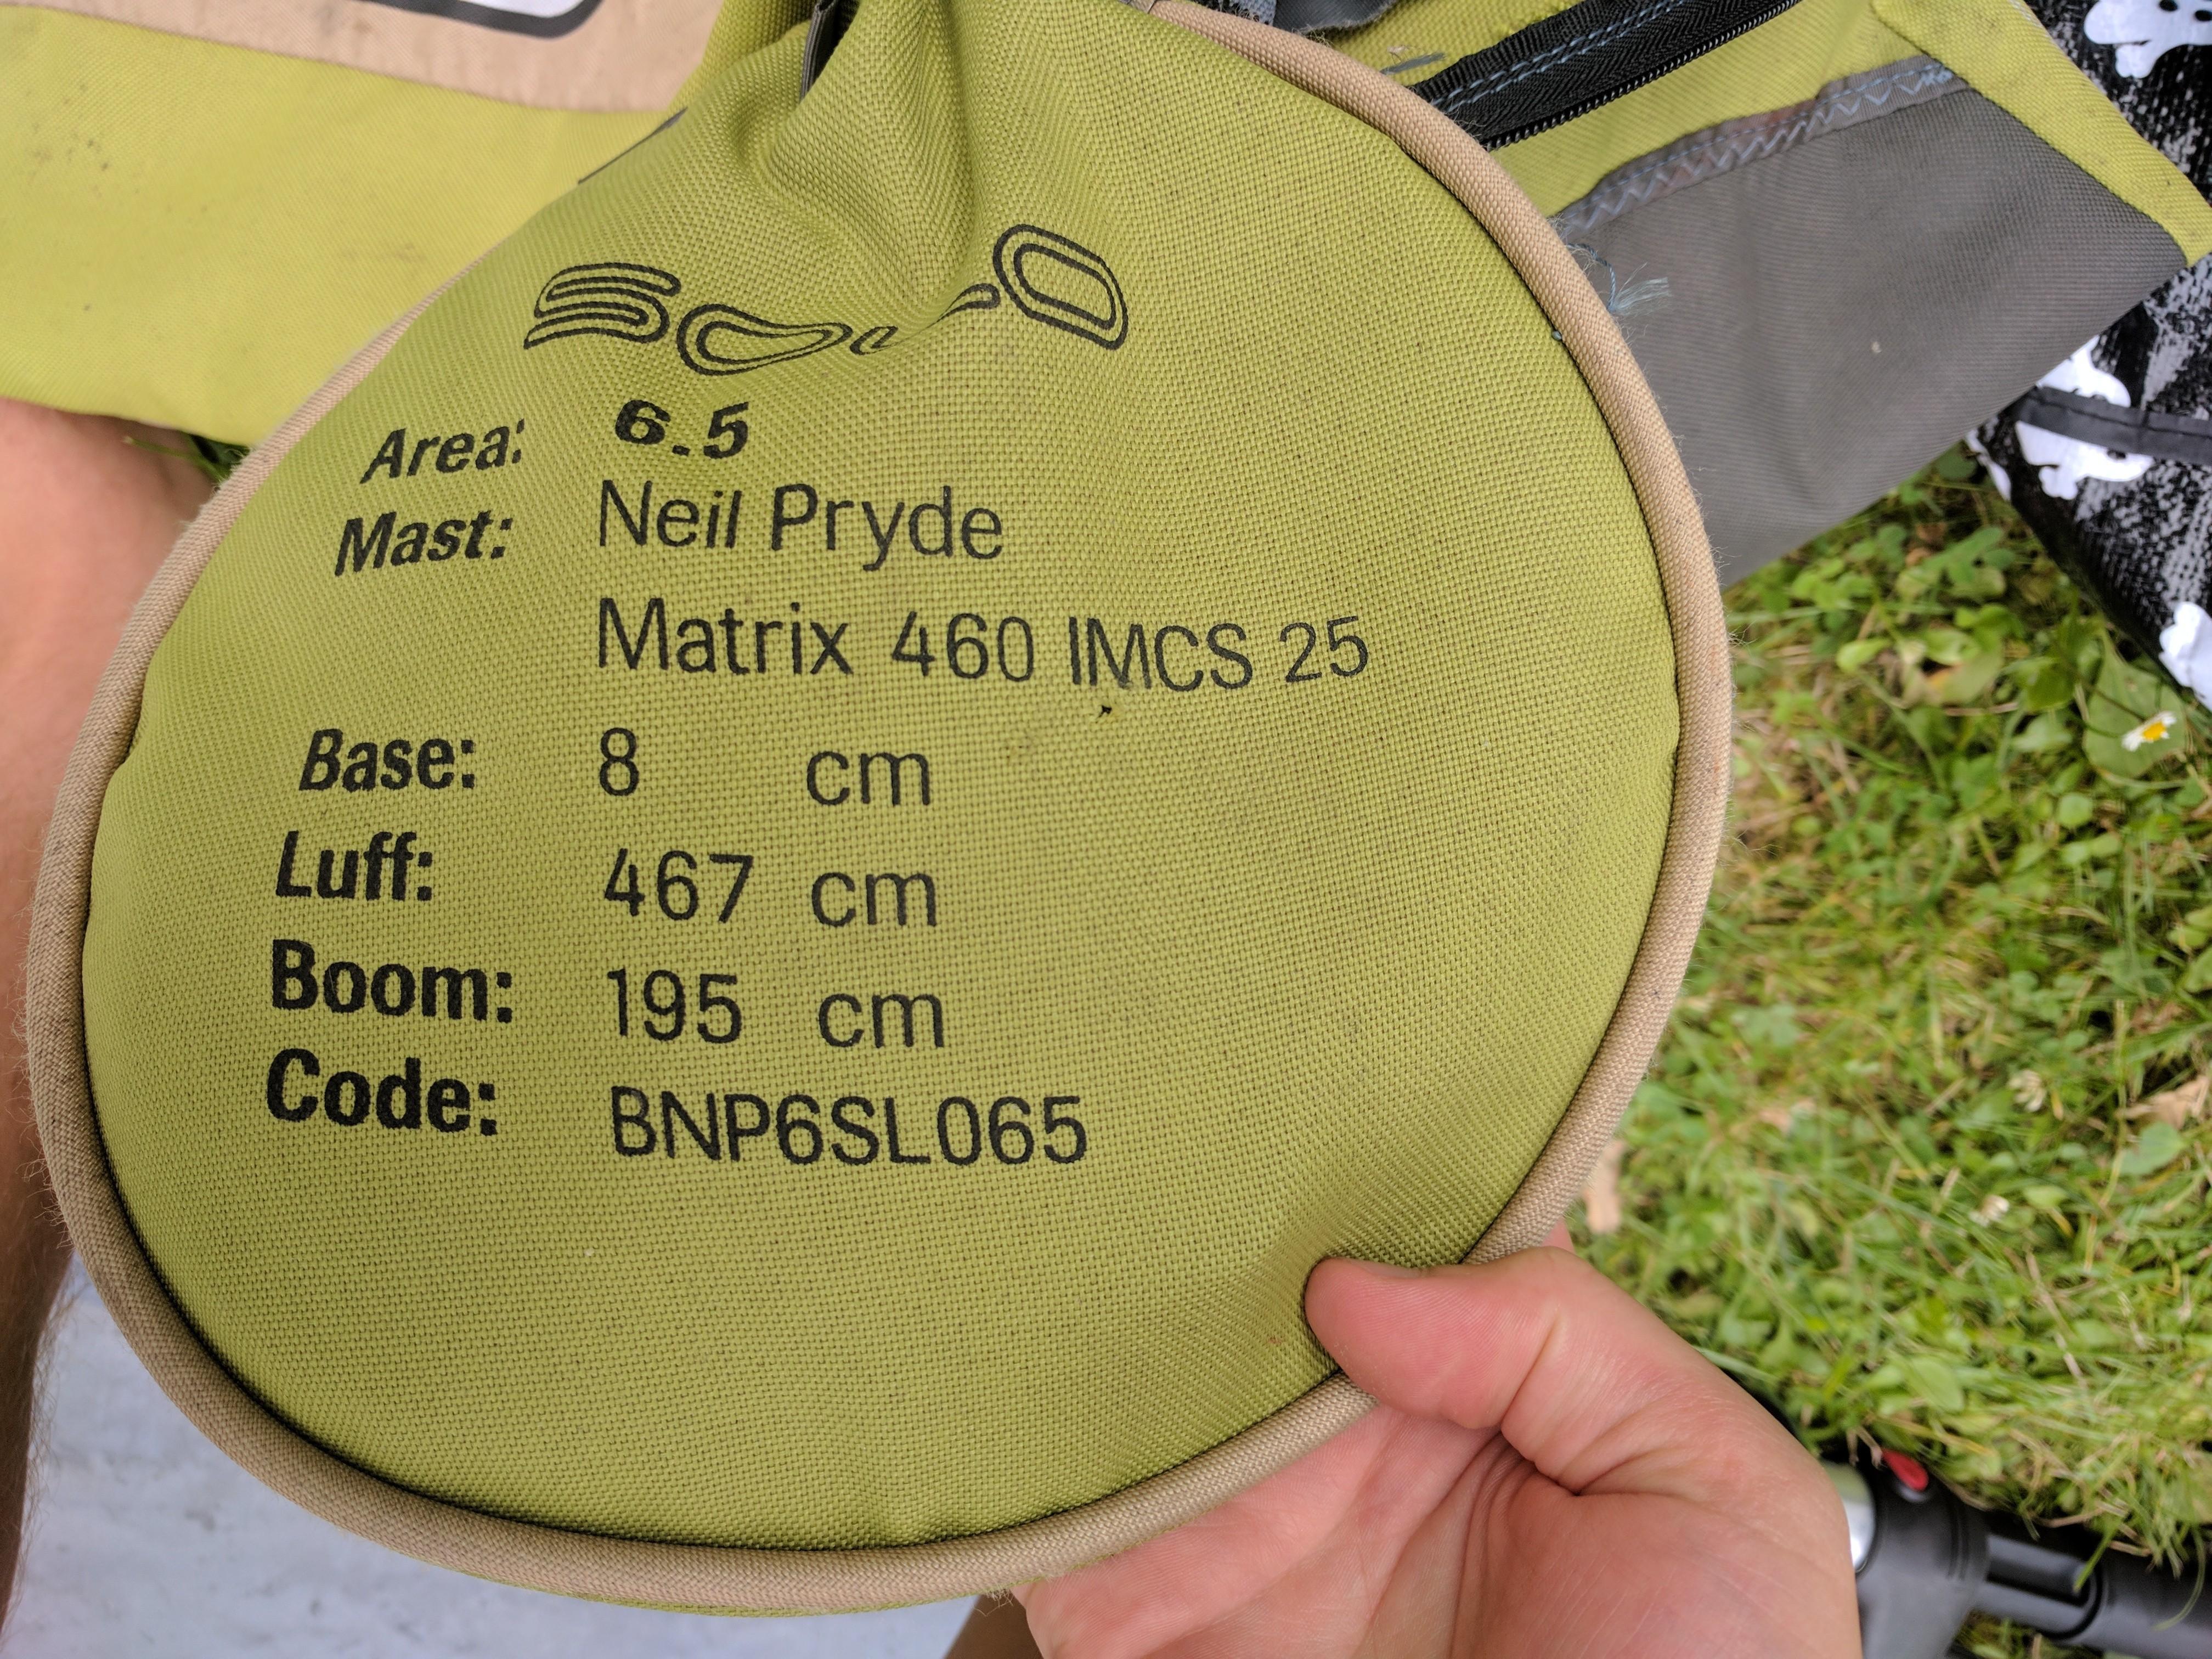 Area: 6.5
Mast: Neil Pryde
Matrix 460 IMCS 25
Base: 8 cm
Luff: 467 cm
Boom: 195 cm
Code: BNP6SL065